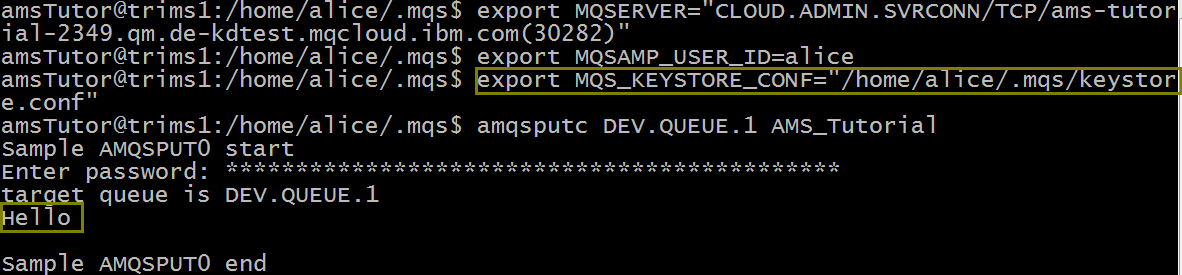 amsTutor@trims1:/home/alice/.mqs$ export MQSERVER="CLOUD.ADMIN.SVRCONN/TCP/ams-tutor
ial-2349.qm.de-kdtest.mqcloud.ibm.com(30282)"
amsTutor@trims1:/home/alice/.mqs$ export MQSAMP_USER_ID=alice
amsTutor@trims1:/home/alice/.mqs$ export MQS_KEYSTORE_CONF="/home/alice/.mqs/keystor
e.conf"
amsTutor@trims1:/home/alice/.mqs$ amqsputc DEV.QUEUE.1 AMS_Tutorial
Sample AMQSPUT0 start
Enter password: ********************************************
target queue is DEV.QUEUE.1
Hello
Sample AMQSPUT0 end